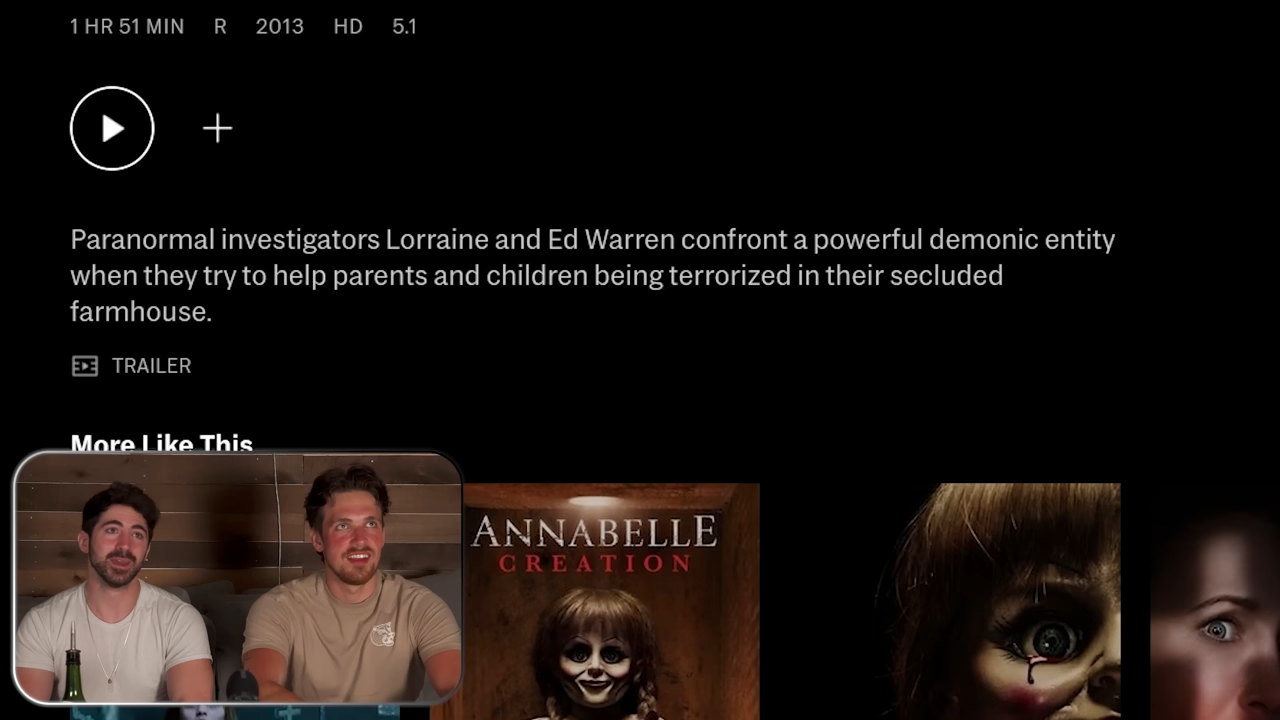 1 HR 51 MIN R 2013 HD 5.1
Paranormal investigators Lorraine and Ed Warren confront a powerful demonic entity
when they try to help parents and children being terrorized in their secluded
farmhouse.
TRAILER
More Like This
ANNABELLE
CREATION